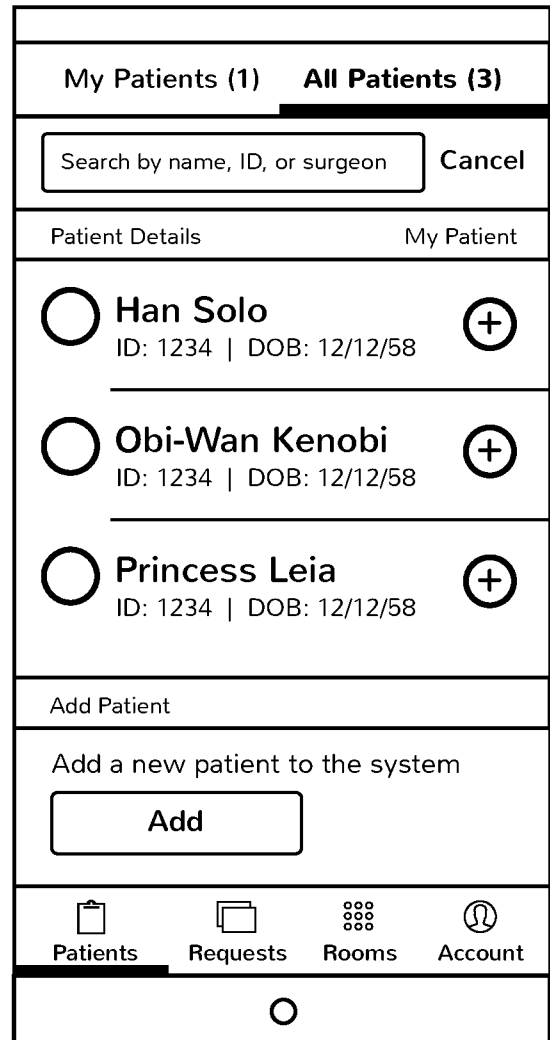 My Patients (1) All Patients (3)
Search by name, ID, or surgeon Cancel
Patient Details My Patient
Han Solo
ID: 1234 | DOB: 12/12/58
Obi-Wan Kenobi
ID: 1234 | DOB: 12/12/58
Princess Leia
ID: 1234 | DOB: 12/12/58
Add Patient
Add a new patient to the system
Add
Patients Requests Rooms Account